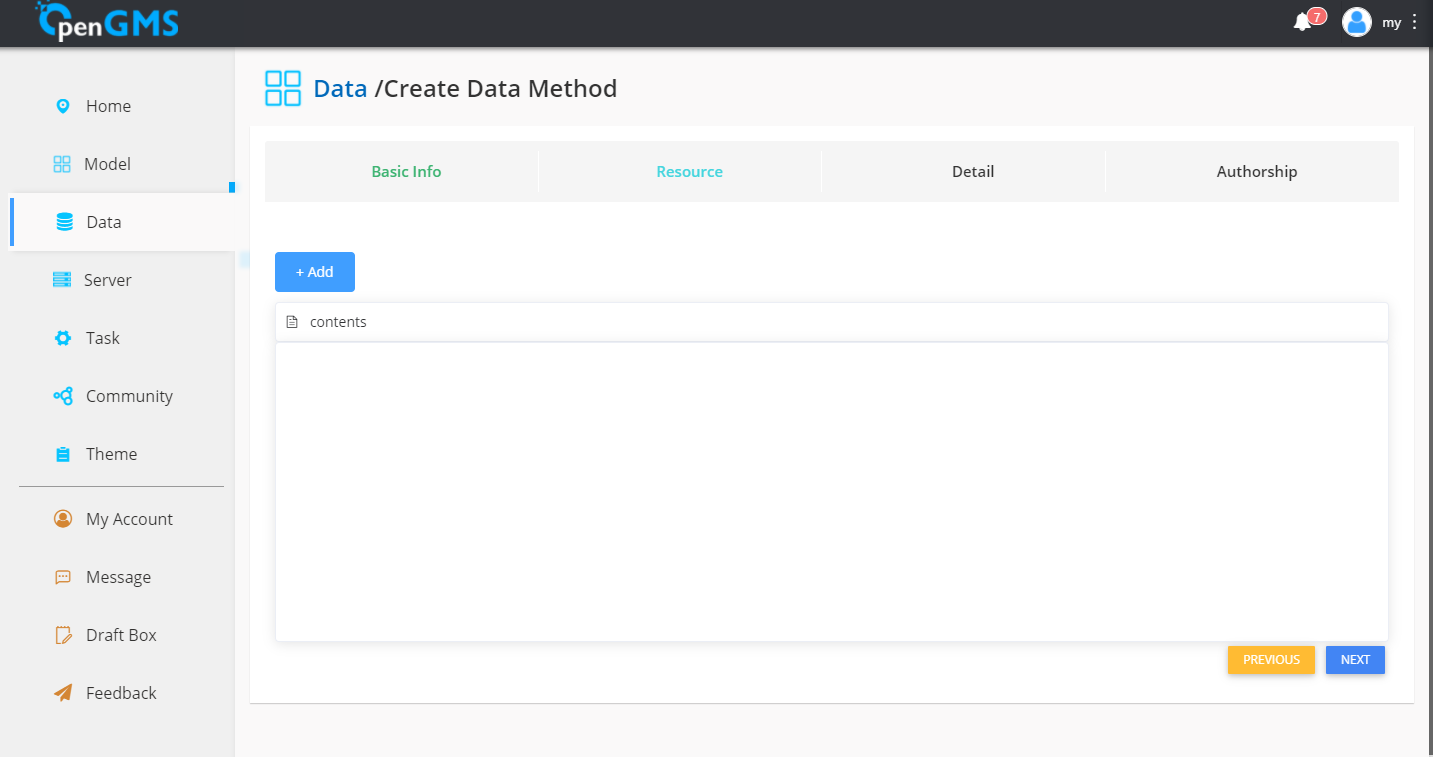 OpenGMS
7
my
Home
Model
Data
Server
Task
Community
Theme
My Account
Message
Draft Box
Feedback
Data /Create Data Method
Basic Info
Resource
Detail
Authorship
+ Add
contents
PREVIOUS
NEXT